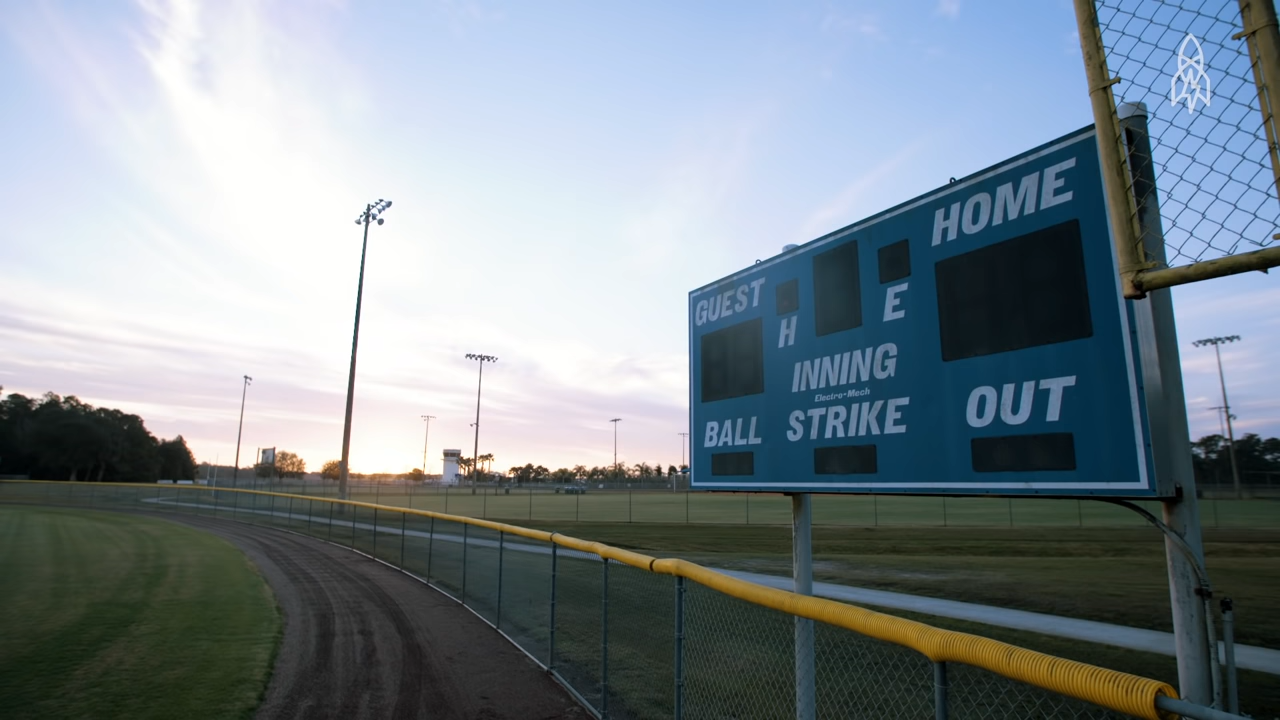 HOME
GUEST
H
E
INNING
Electro-Mech
BALL
STRIKE
OUT